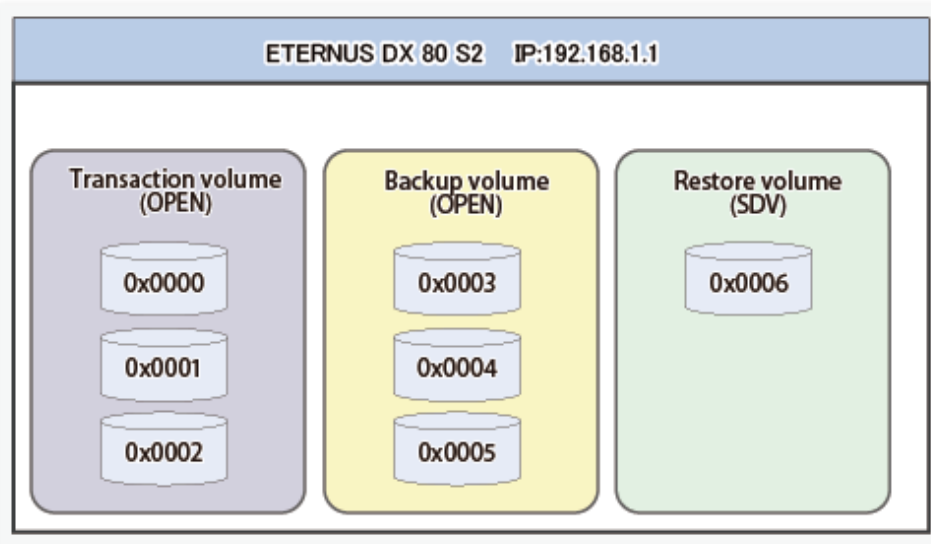 ETERNUS DX 80 S2 IP:192.168.1.1
Transaction volume
(OPEN)
0x0000
0x0001
0x0002
Backup volume
(OPEN)
0x0003
0x0004
0x0005
Restore volume
(SDV)
0x0006